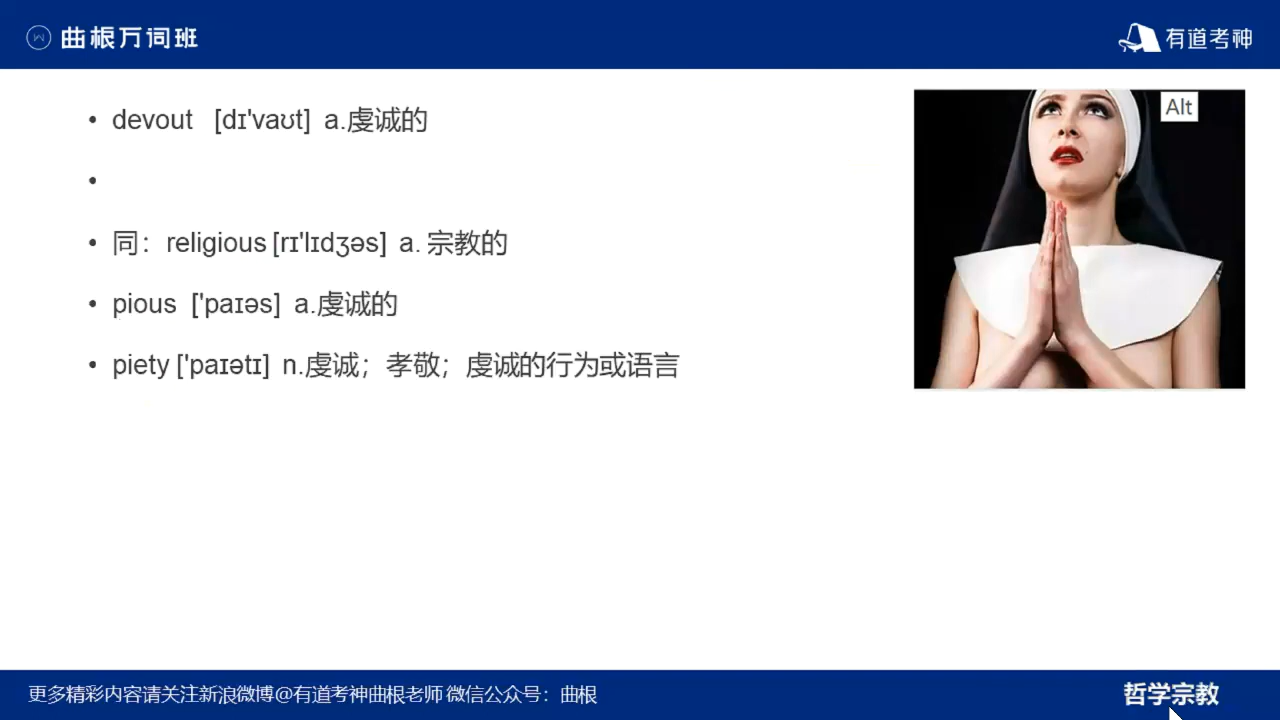 曲根万词班
有道考神
• devout [dɪ'vaʊt] a.虔诚的
•
• 同：religious [rɪ'lɪdʒəs] a. 宗教的
• pious ['paɪəs] a.虔诚的
• piety ['paɪətɪ] n.虔诚；孝敬；虔诚的行为或语言
Alt
更多精彩内容请关注新浪微博@有道考神曲根老师 微信公众号：曲根
哲学宗教